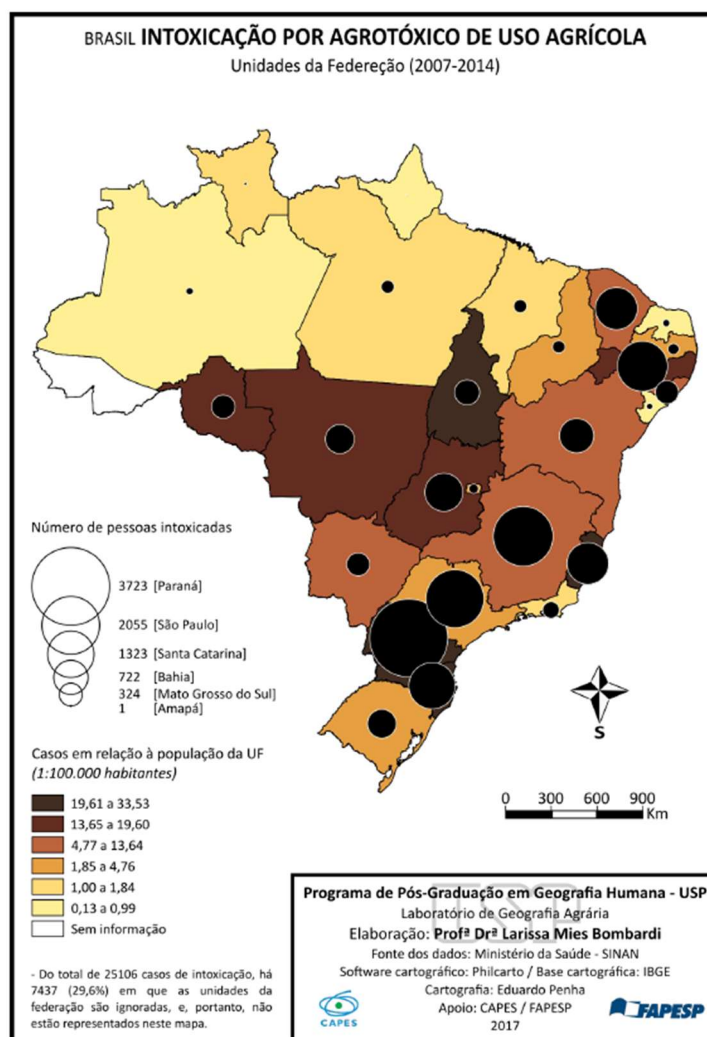 BRASIL INTOXICAÇÃO POR AGROTÓXICO DE USO AGRÍCOLA
Unidades da Federeção (2007-2014)
Número de pessoas intoxicadas
3723 [Paraná]
2055 [São Paulo]
1323 [Santa Catarina]
722 [Bahia]
324 [Mato Grosso do Sul]
1 [Amapá]
Casos em relação à população da UF
(1:100.000 habitantes)
19,61 a 33,53
13,65 a 19,60
4,77 a 13,64
1,85 a 4,76
1,00 a 1,84
0,13 a 0,99
Sem informação
- Do total de 25106 casos de intoxicação, há
7437 (29,6%) em que as unidades da
federação são ignoradas, e, portanto, não
estão representados neste mapa.
S
0 300 600 900
Km
USP
Programa de Pós-Graduação em Geografia Humana - USP
Laboratório de Geografia Agrária
Elaboração: Profª Drª Larissa Mies Bombardi
Fonte dos dados: Ministério da Saúde - SINAN
Software cartográfico: Philcarto / Base cartográfica: IBGE
Cartografia: Eduardo Penha
Apoio: CAPES / FAPESP
2017
CAPES
FAPESP